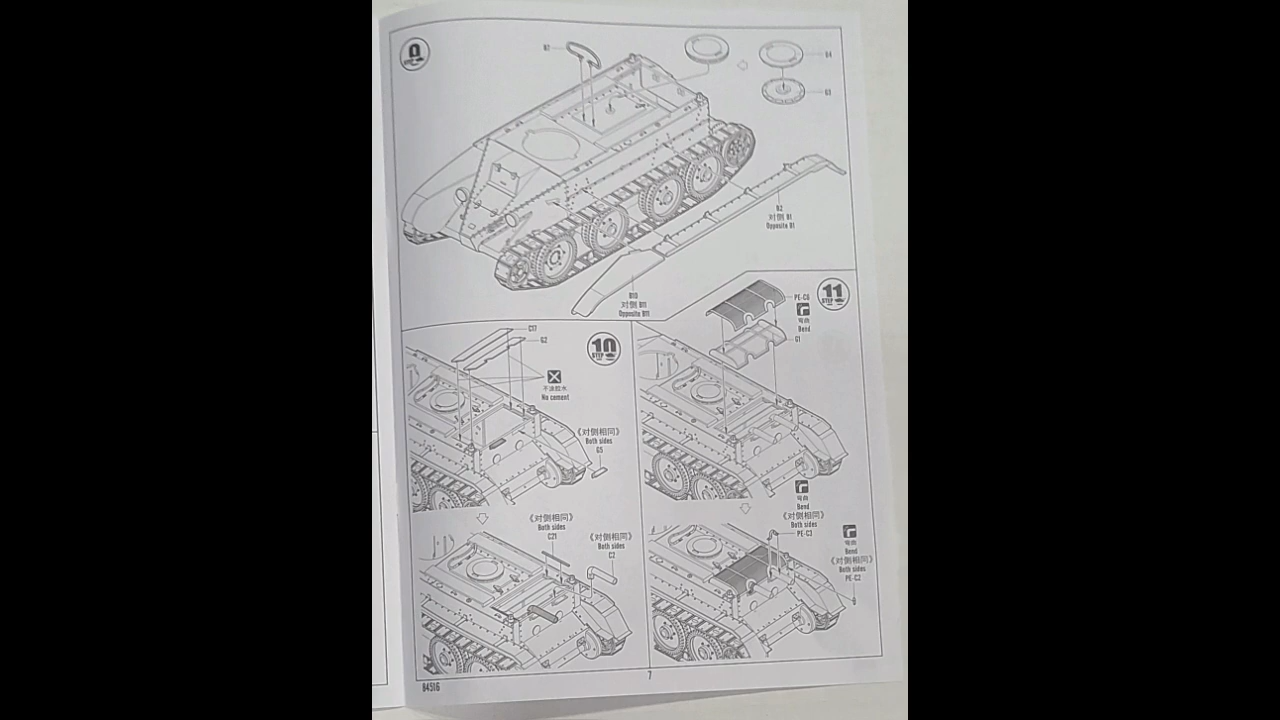 B7
G4
G3
B2
对侧 B1
Opposite B1
B10
对侧 B11
Opposite B11
10
STEP
C17
G2
不涂胶水
No cement
《对侧相同》
Both sides
G5
《对侧相同》
Both sides
C21
《对侧相同》
Both sides
C2
11
STEP
PE-C6
弯曲
Bend
G1
弯曲
Bend
《对侧相同》
Both sides
PE-C3
弯曲
Bend
《对侧相同》
Both sides
PE-C2
7
84516